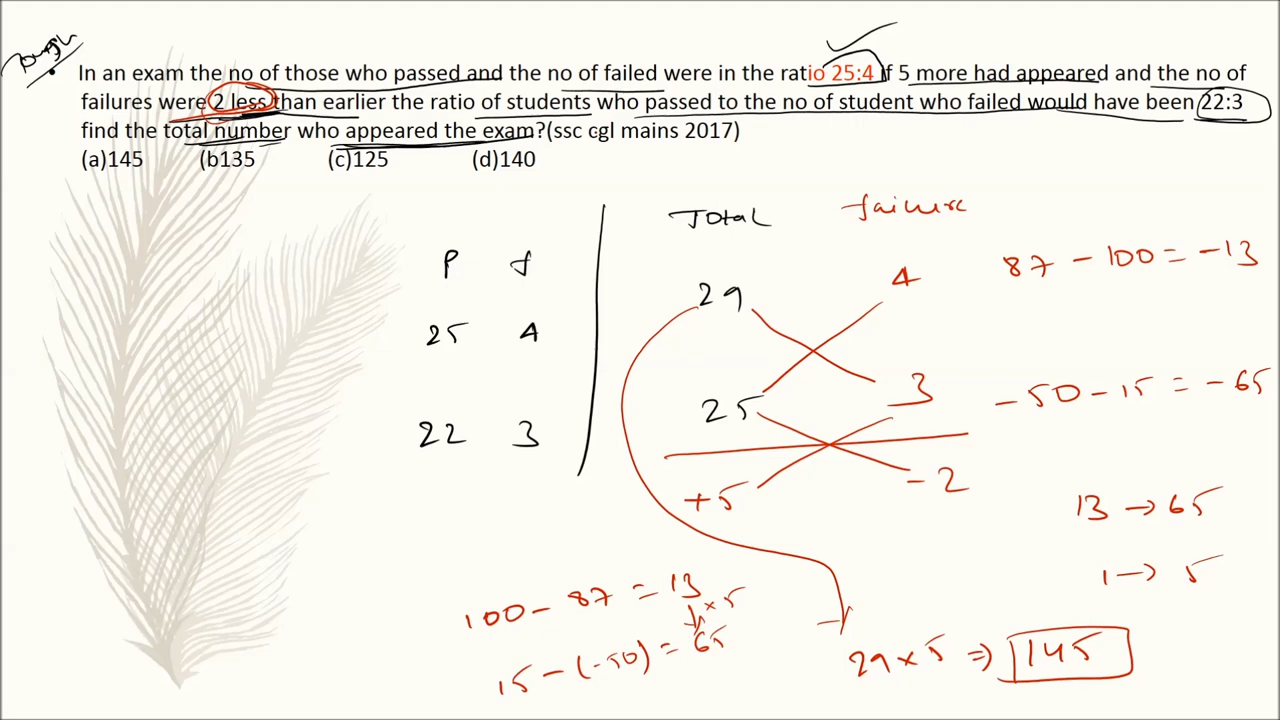 Tough
In an exam the no of those who passed and the no of failed were in the ratio 25:4 If 5 more had appeared and the no of
failures were 2 less than earlier the ratio of students who passed to the no of student who failed would have been 22:3
find the total number who appeared the exam?(ssc cgl mains 2017)
(a)145 (b135 (c)125 (d)140
Total failure
P f
29 4 87 - 100 = -13
25 4
25 3 -50 - 15 = -65
22 3
+5 -2
13 → 65
1 → 5
100 - 87 = 13
× 5
15 - (-50) = 65
29 × 5 ⇒ 145